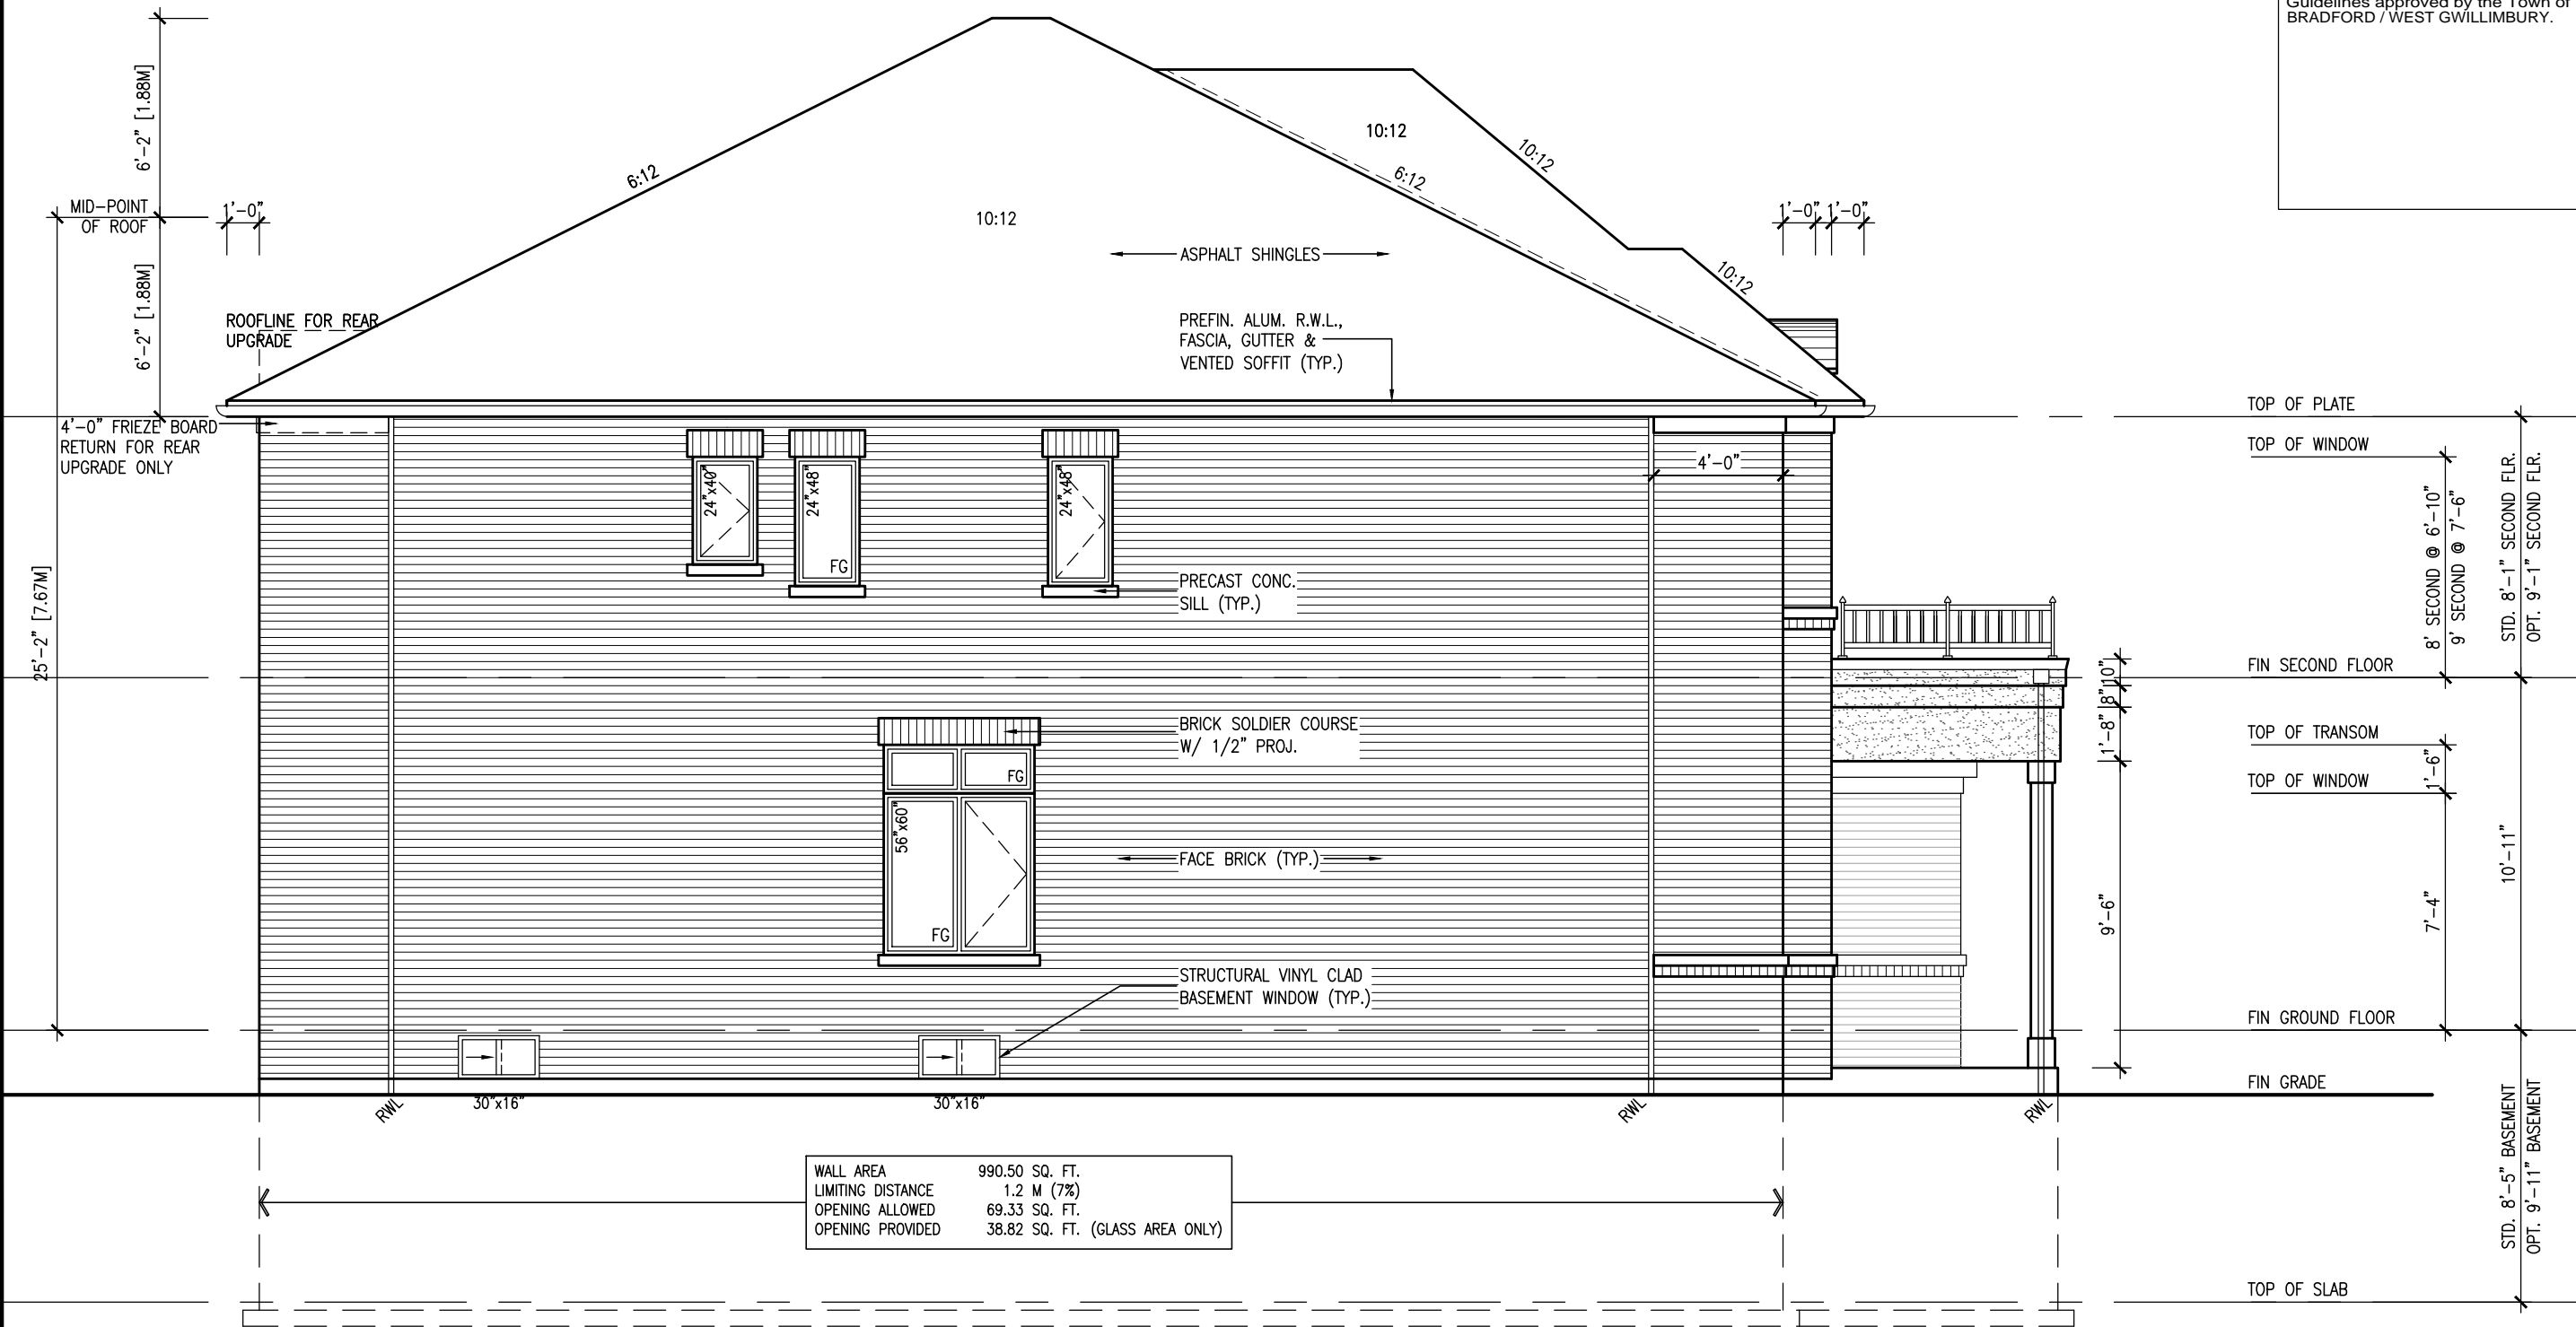 Guidelines approved by the Town of
BRADFORD / WEST GWILLIMBURY.
6'-2" [1.88M]
6'-2" [1.88M]
MID-POINT
OF ROOF
1'-0"
25'-2" [7.67M]
6:12
10:12
10:12
6:12
10:12
10:12
1'-0" 1'-0"
ASPHALT SHINGLES
ROOFLINE FOR REAR
UPGRADE
PREFIN. ALUM. R.W.L.,
FASCIA, GUTTER &
VENTED SOFFIT (TYP.)
4'-0" FRIEZE BOARD
RETURN FOR REAR
UPGRADE ONLY
24"x40"
24"x48"
FG
24"x48"
4'-0"
PRECAST CONC.
SILL (TYP.)
BRICK SOLDIER COURSE
W/ 1/2" PROJ.
FG
56"x60"
FG
FACE BRICK (TYP.)
STRUCTURAL VINYL CLAD
BASEMENT WINDOW (TYP.)
30"x16"
30"x16"
RWL
RWL
RWL
10"
8"
1'-8"
9'-6"
TOP OF PLATE
TOP OF WINDOW
8' SECOND @ 6'-10"
9' SECOND @ 7'-6"
STD. 8'-1" SECOND FLR.
OPT. 9'-1" SECOND FLR.
FIN SECOND FLOOR
TOP OF TRANSOM
1'-6"
TOP OF WINDOW
7'-4"
10'-11"
FIN GROUND FLOOR
FIN GRADE
STD. 8'-5" BASEMENT
OPT. 9'-11" BASEMENT
TOP OF SLAB
WALL AREA 990.50 SQ. FT.
LIMITING DISTANCE 1.2 M (7%)
OPENING ALLOWED 69.33 SQ. FT.
OPENING PROVIDED 38.82 SQ. FT. (GLASS AREA ONLY)